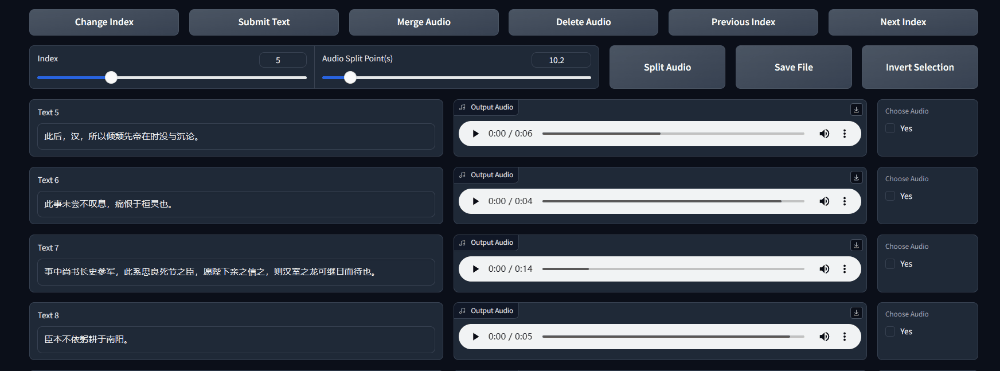 Change Index Submit Text Merge Audio Delete Audio Previous Index Next Index
Index 5 Audio Split Point(s) 10.2 Split Audio Save File Invert Selection
Text 5 Output Audio Choose Audio
此后，汉，所以倾颓先帝在时没与沉论。 0:00 / 0:06 Yes
Text 6 Output Audio Choose Audio
此事未尝不叹息，痛恨于桓灵也。 0:00 / 0:04 Yes
Text 7 Output Audio Choose Audio
事中尚书长史参军，此奚思良死节之臣，愿陛下亲之信之，则汉室之龙可继日而待也。 0:00 / 0:14 Yes
Text 8 Output Audio Choose Audio
臣本不依躬耕于南阳。 0:00 / 0:05 Yes